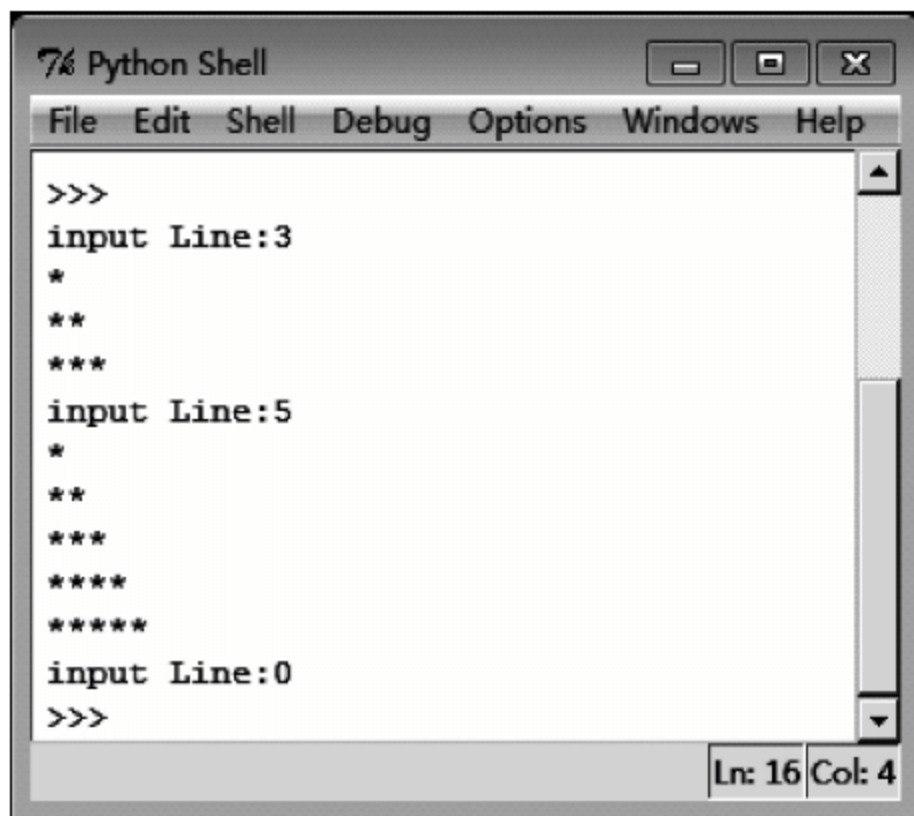 Python Shell
File Edit Shell Debug Options Windows Help
>>>
input Line:3
*
**
***
input Line:5
*
**
***
****
*****
input Line:0
>>>
Ln: 16 Col: 4